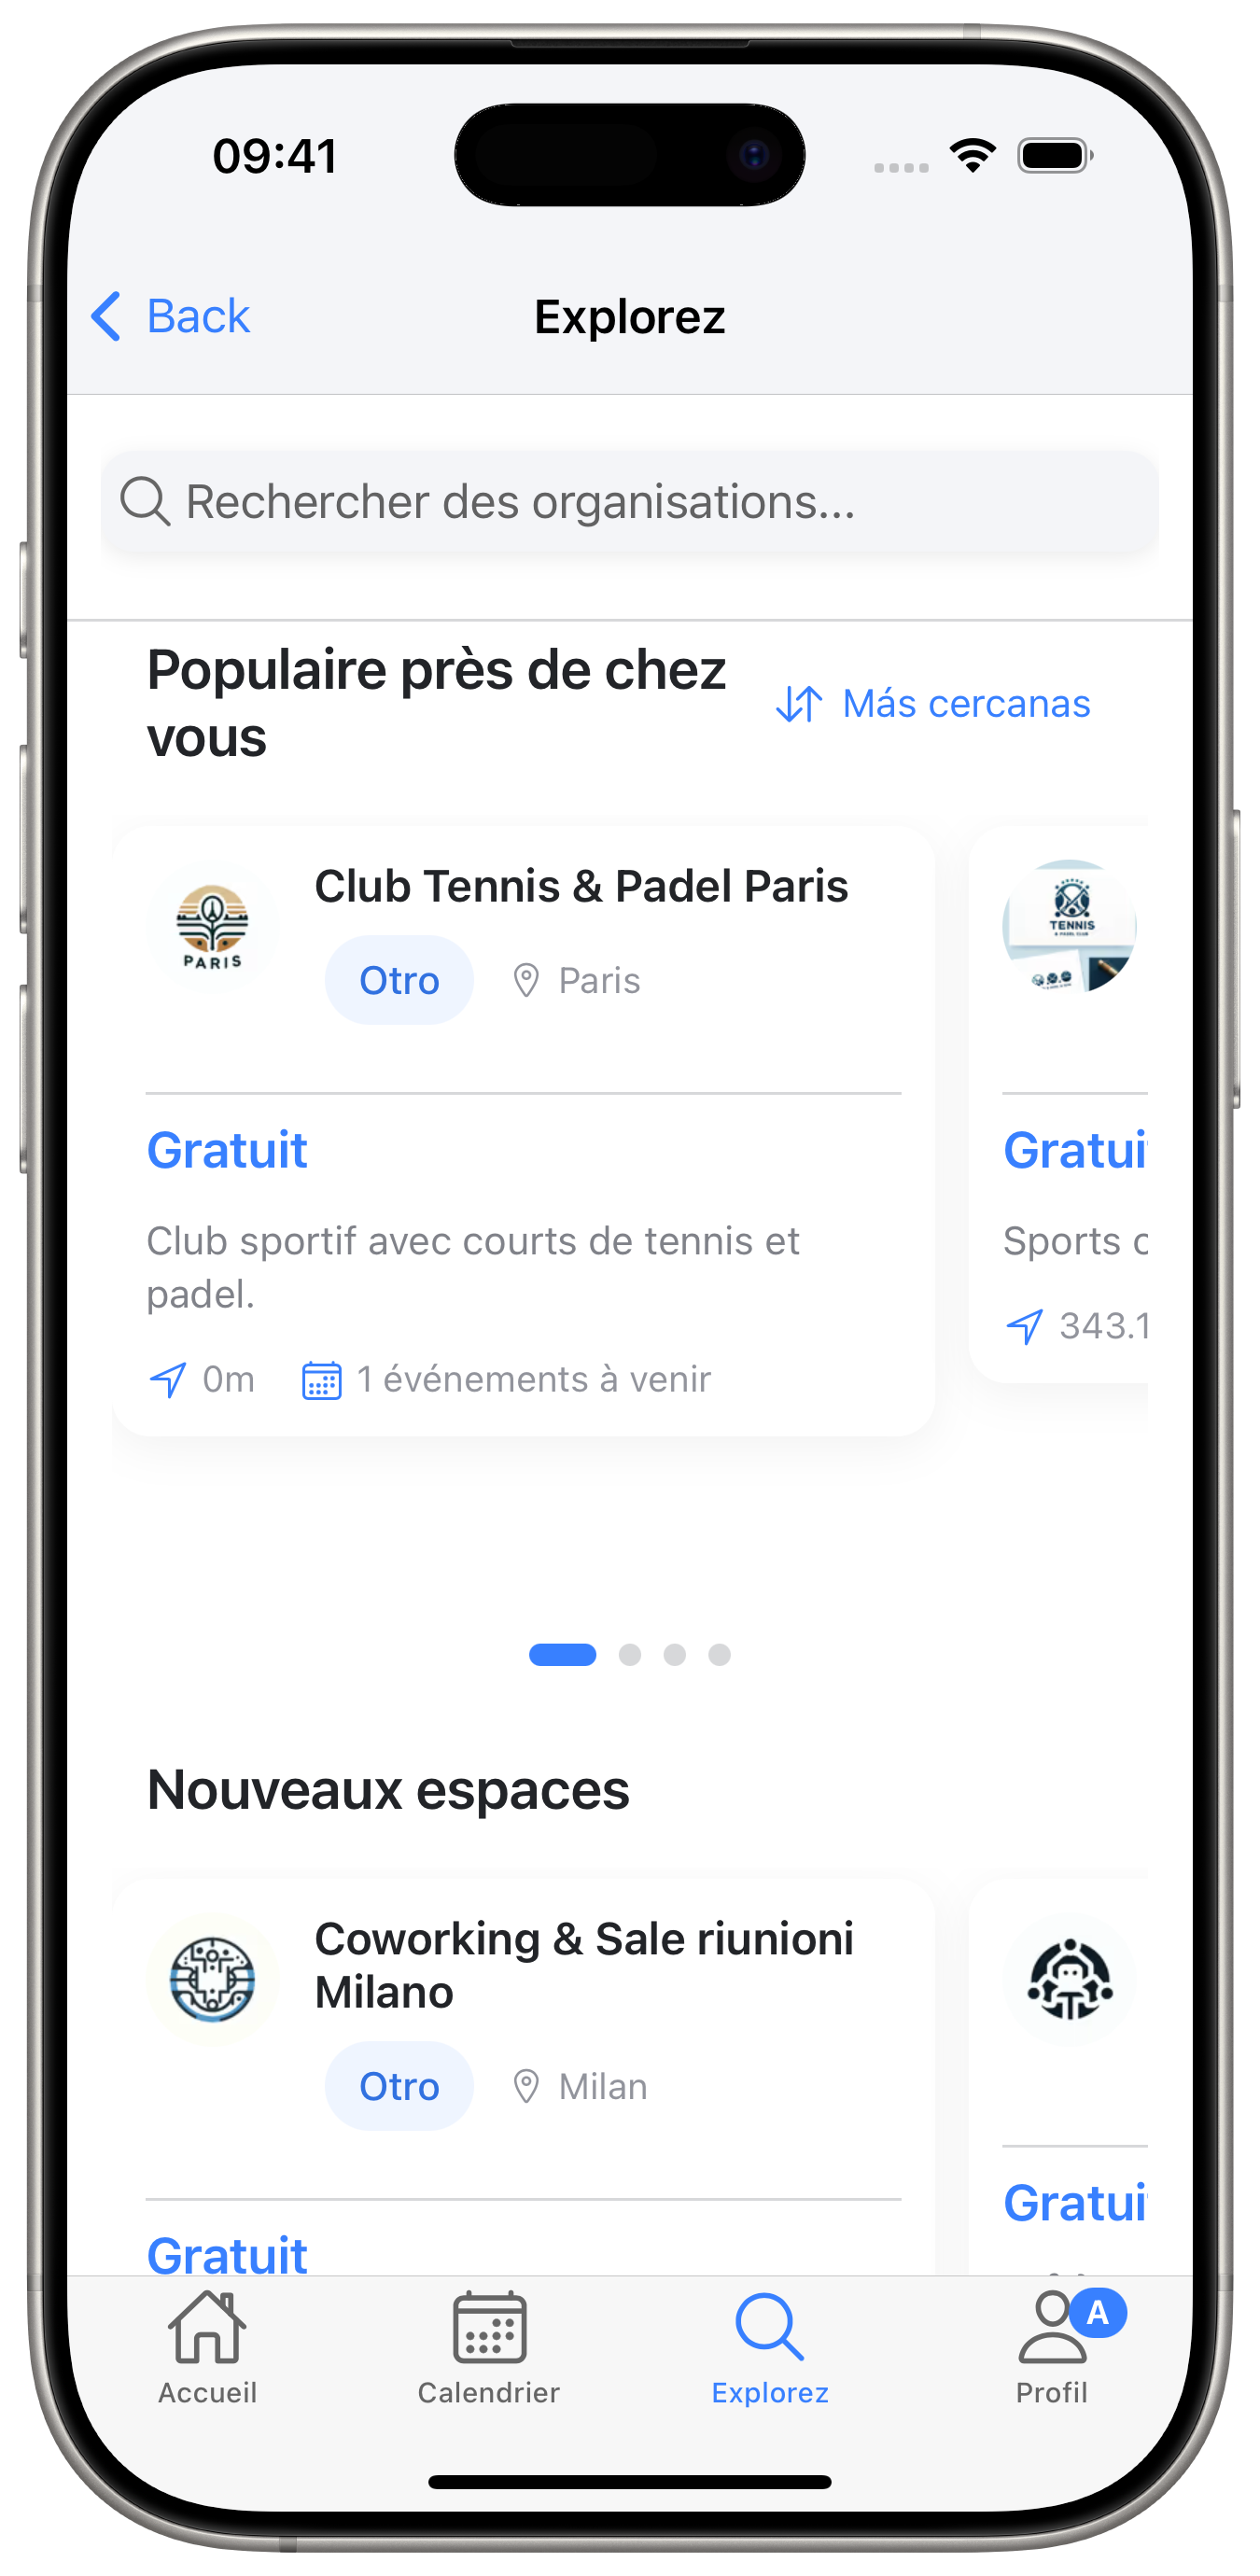 09:41
Back
Explorez
Rechercher des organisations...
Populaire près de chez
vous
Más cercanas
Club Tennis & Padel Paris
Otro
Paris
PARIS
Gratuit
Club sportif avec courts de tennis et
padel.
0m
1 événements à venir
TENNIS
Gratuit
Sports
343.1
Nouveaux espaces
Coworking & Sale riunioni
Milano
Otro
Milan
Gratuit
Gratuit
Accueil
Calendrier
Explorez
A
Profil